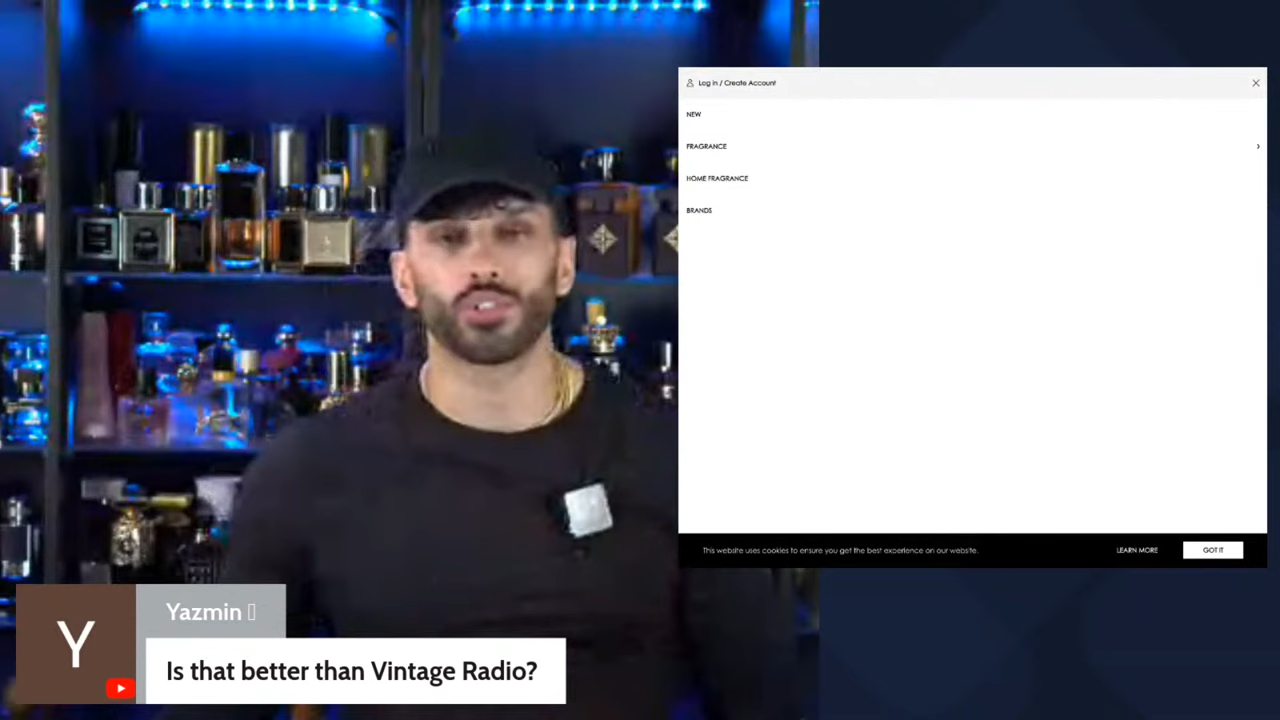 Log in / Create Account
NEW
FRAGRANCE
HOME FRAGRANCE
BRANDS
This website uses cookies to ensure you get the best experience on our website.
LEARN MORE
GOT IT
Y
Yazmin
Is that better than Vintage Radio?